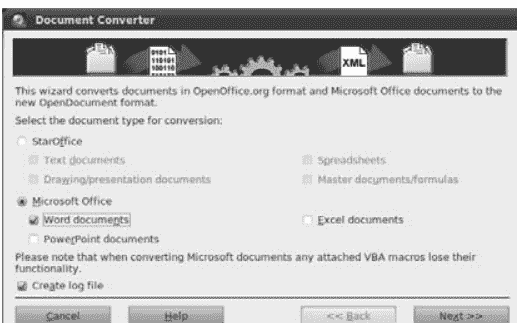 Document Converter
0101
110101
100110
XML
This wizard converts documents in OpenOffice.org format and Microsoft Office documents to the
new OpenDocument format.
Select the document type for conversion:
StarOffice
Text documents
Spreadsheets
Drawing/presentation documents
Master documents/formulas
Microsoft Office
Word documents
Excel documents
PowerPoint documents
Please note that when converting Microsoft documents any attached VBA macros lose their
functionality.
Create log file
Cancel
Help
<< Back
Next >>